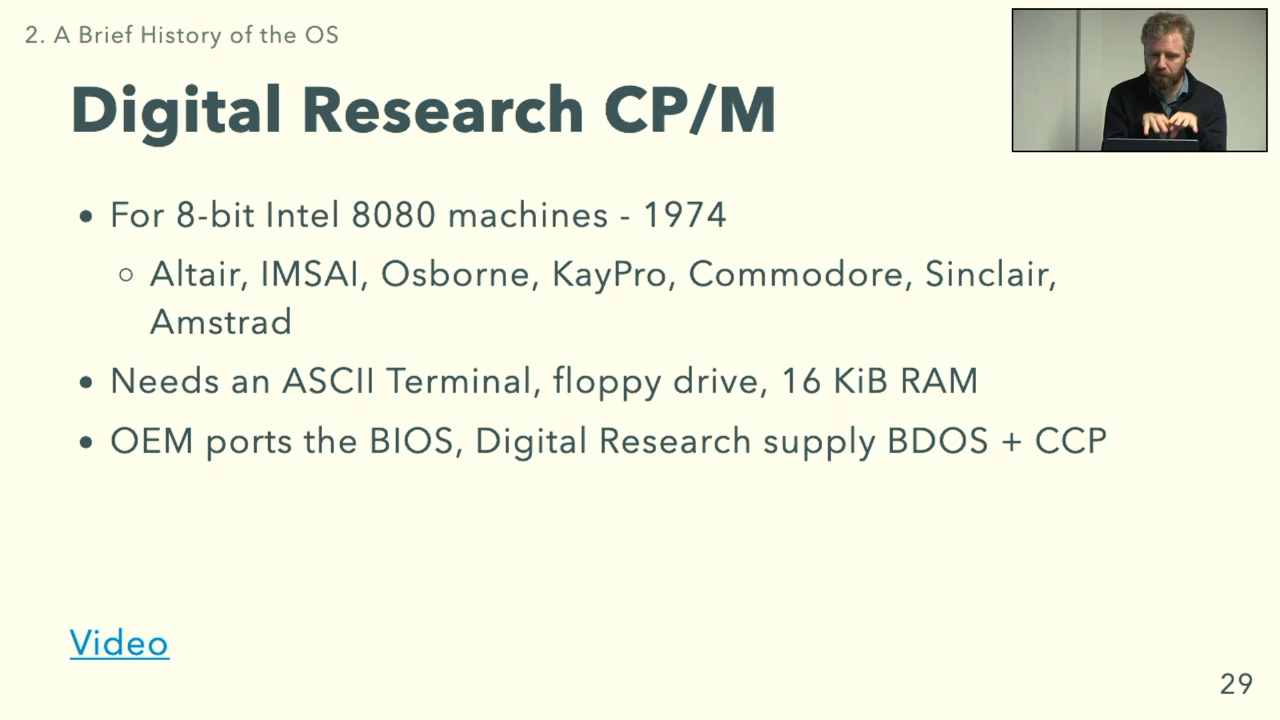 2. A Brief History of the OS
Digital Research CP/M
• For 8-bit Intel 8080 machines - 1974
○ Altair, IMSAI, Osborne, KayPro, Commodore, Sinclair,
Amstrad
• Needs an ASCII Terminal, floppy drive, 16 KiB RAM
• OEM ports the BIOS, Digital Research supply BDOS + CCP
Video
29